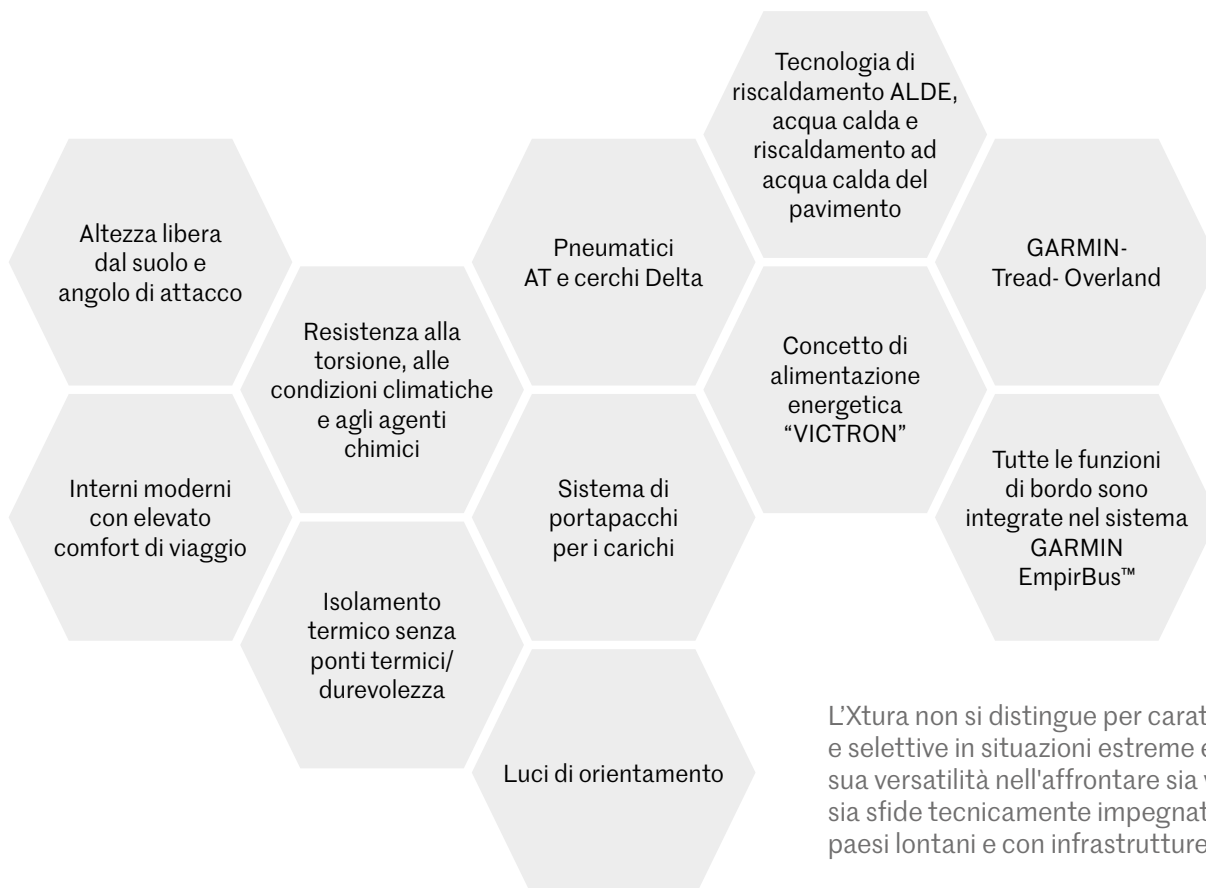 Tecnologia di
riscaldamento ALDE,
acqua calda e
riscaldamento ad
acqua calda del
pavimento
Altezza libera
dal suolo e
angolo di attacco
Pneumatici
AT e cerchi Delta
GARMIN-
Tread- Overland
Resistenza alla
torsione, alle
condizioni climatiche
e agli agenti
chimici
Concetto di
alimentazione
energetica
“VICTRON”
Interni moderni
con elevato
comfort di viaggio
Sistema di
portapacchi
per i carichi
Tutte le funzioni
di bordo sono
integrate nel sistema
GARMIN
EmpirBus™
Isolamento
termico senza
ponti termici/
durevolezza
Luci di orientamento
L’Xtura non si distingue per
e selettive in situazioni estreme
sua versatilità nell'affrontare sia
sia sfide tecnicamente
paesi lontani e con infrastrutture